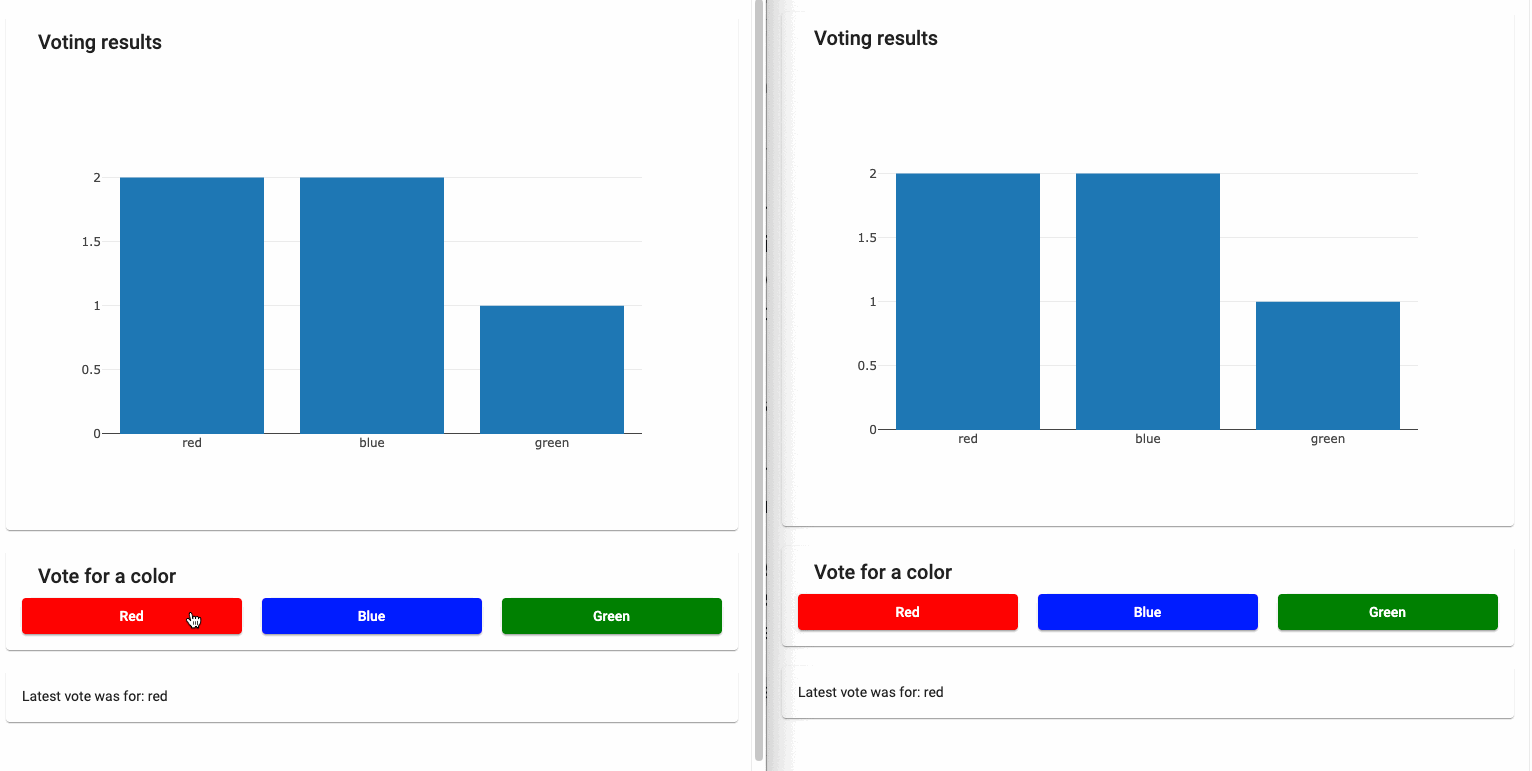 Voting results
2
1.5
1
0.5
0
red blue green
Vote for a color
Red Blue Green
Latest vote was for: red
Voting results
2
1.5
1
0.5
0
red blue green
Vote for a color
Red Blue Green
Latest vote was for: red